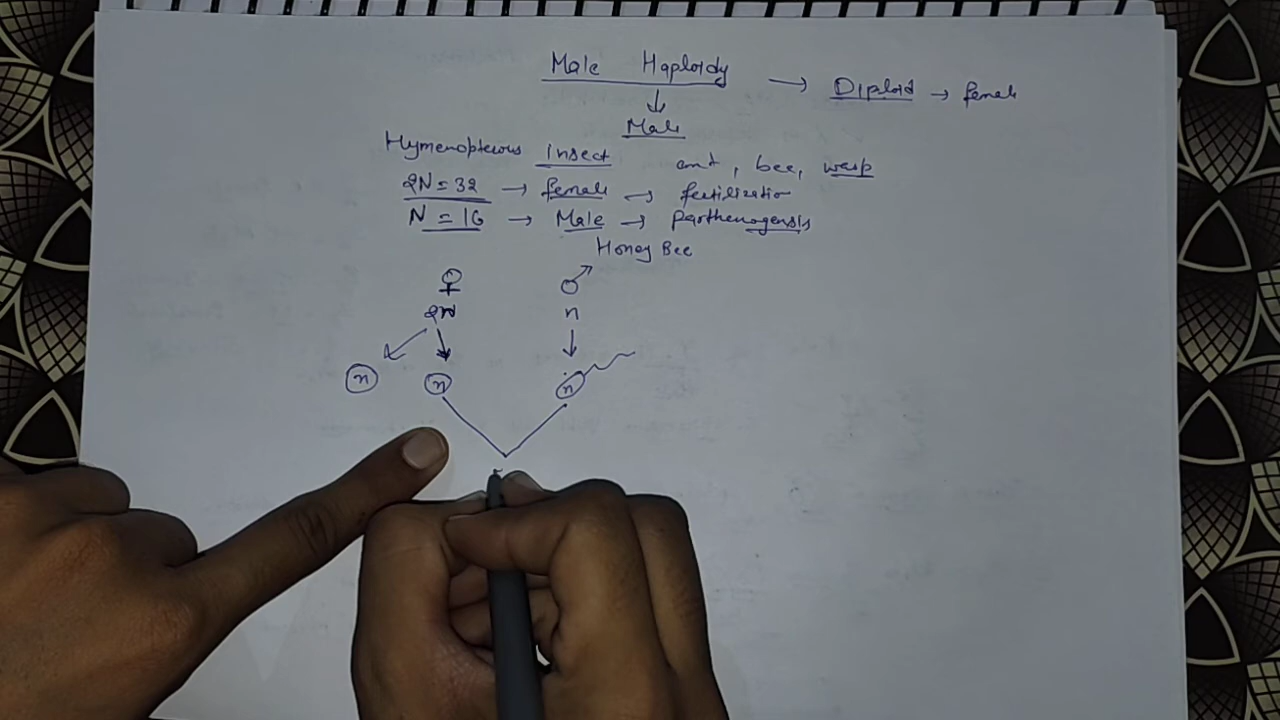 Male Haploidy → Diploid → female
↓
Male
Hymenopterous Insect ant, bee, wasp
2N = 32 → female → fertilization
N = 16 → Male → Parthenogensis
Honey Bee
♀ ♂
2N n
n n n